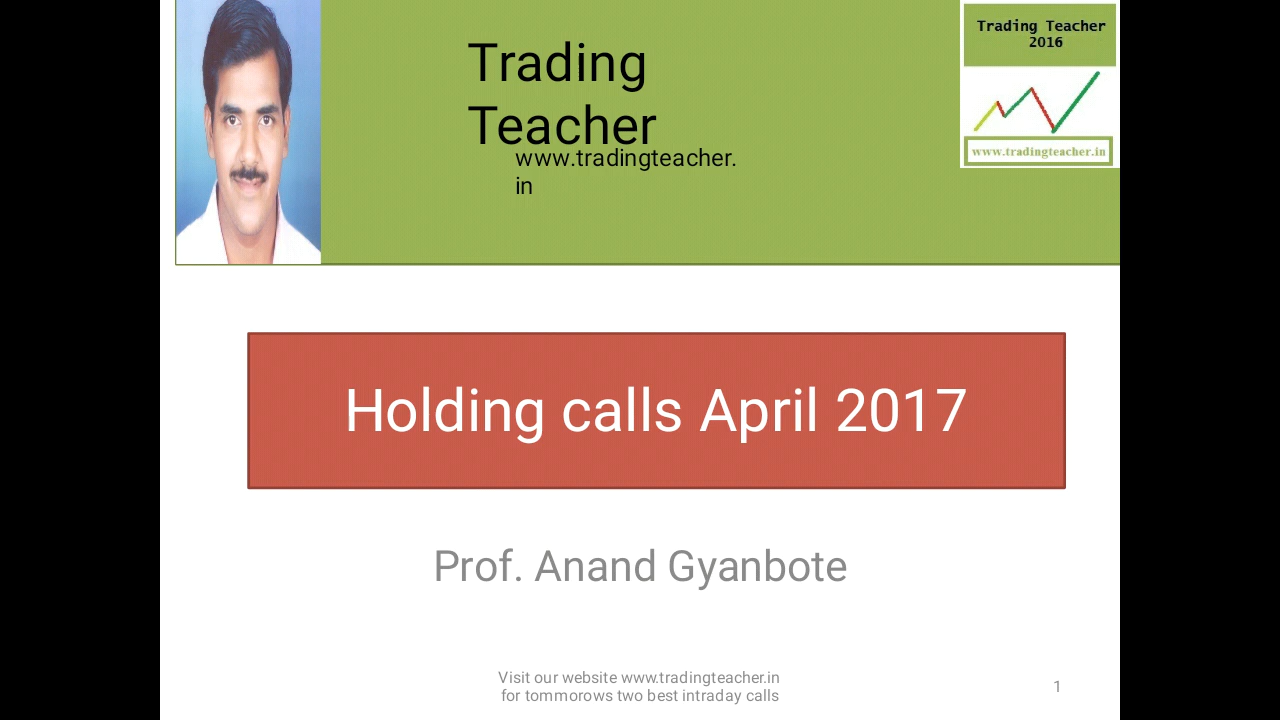 Trading
Teacher
www.tradingteacher.
in
Trading Teacher
2016
www.tradingteacher.in
Holding calls April 2017
Prof. Anand Gyanbote
Visit our website www.tradingteacher.in
for tommorows two best intraday calls
1